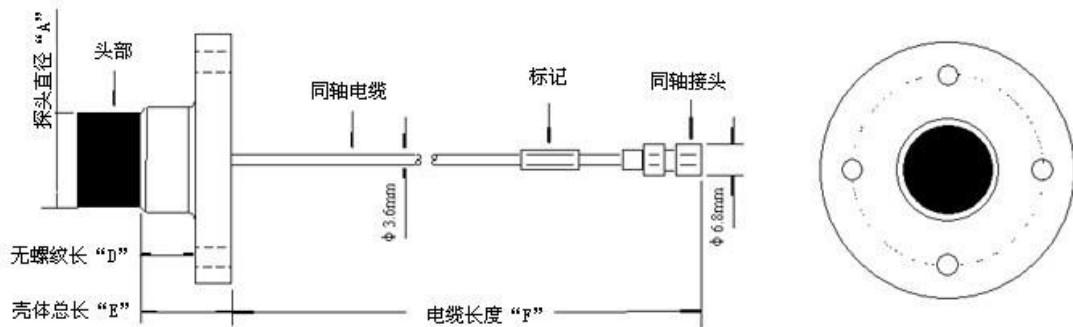 探头直径“A”
头部
同轴电缆
标记
同轴接头
Φ3.6mm
Φ6.8mm
无螺纹长“D”
壳体总长“E”
电缆长度“F”